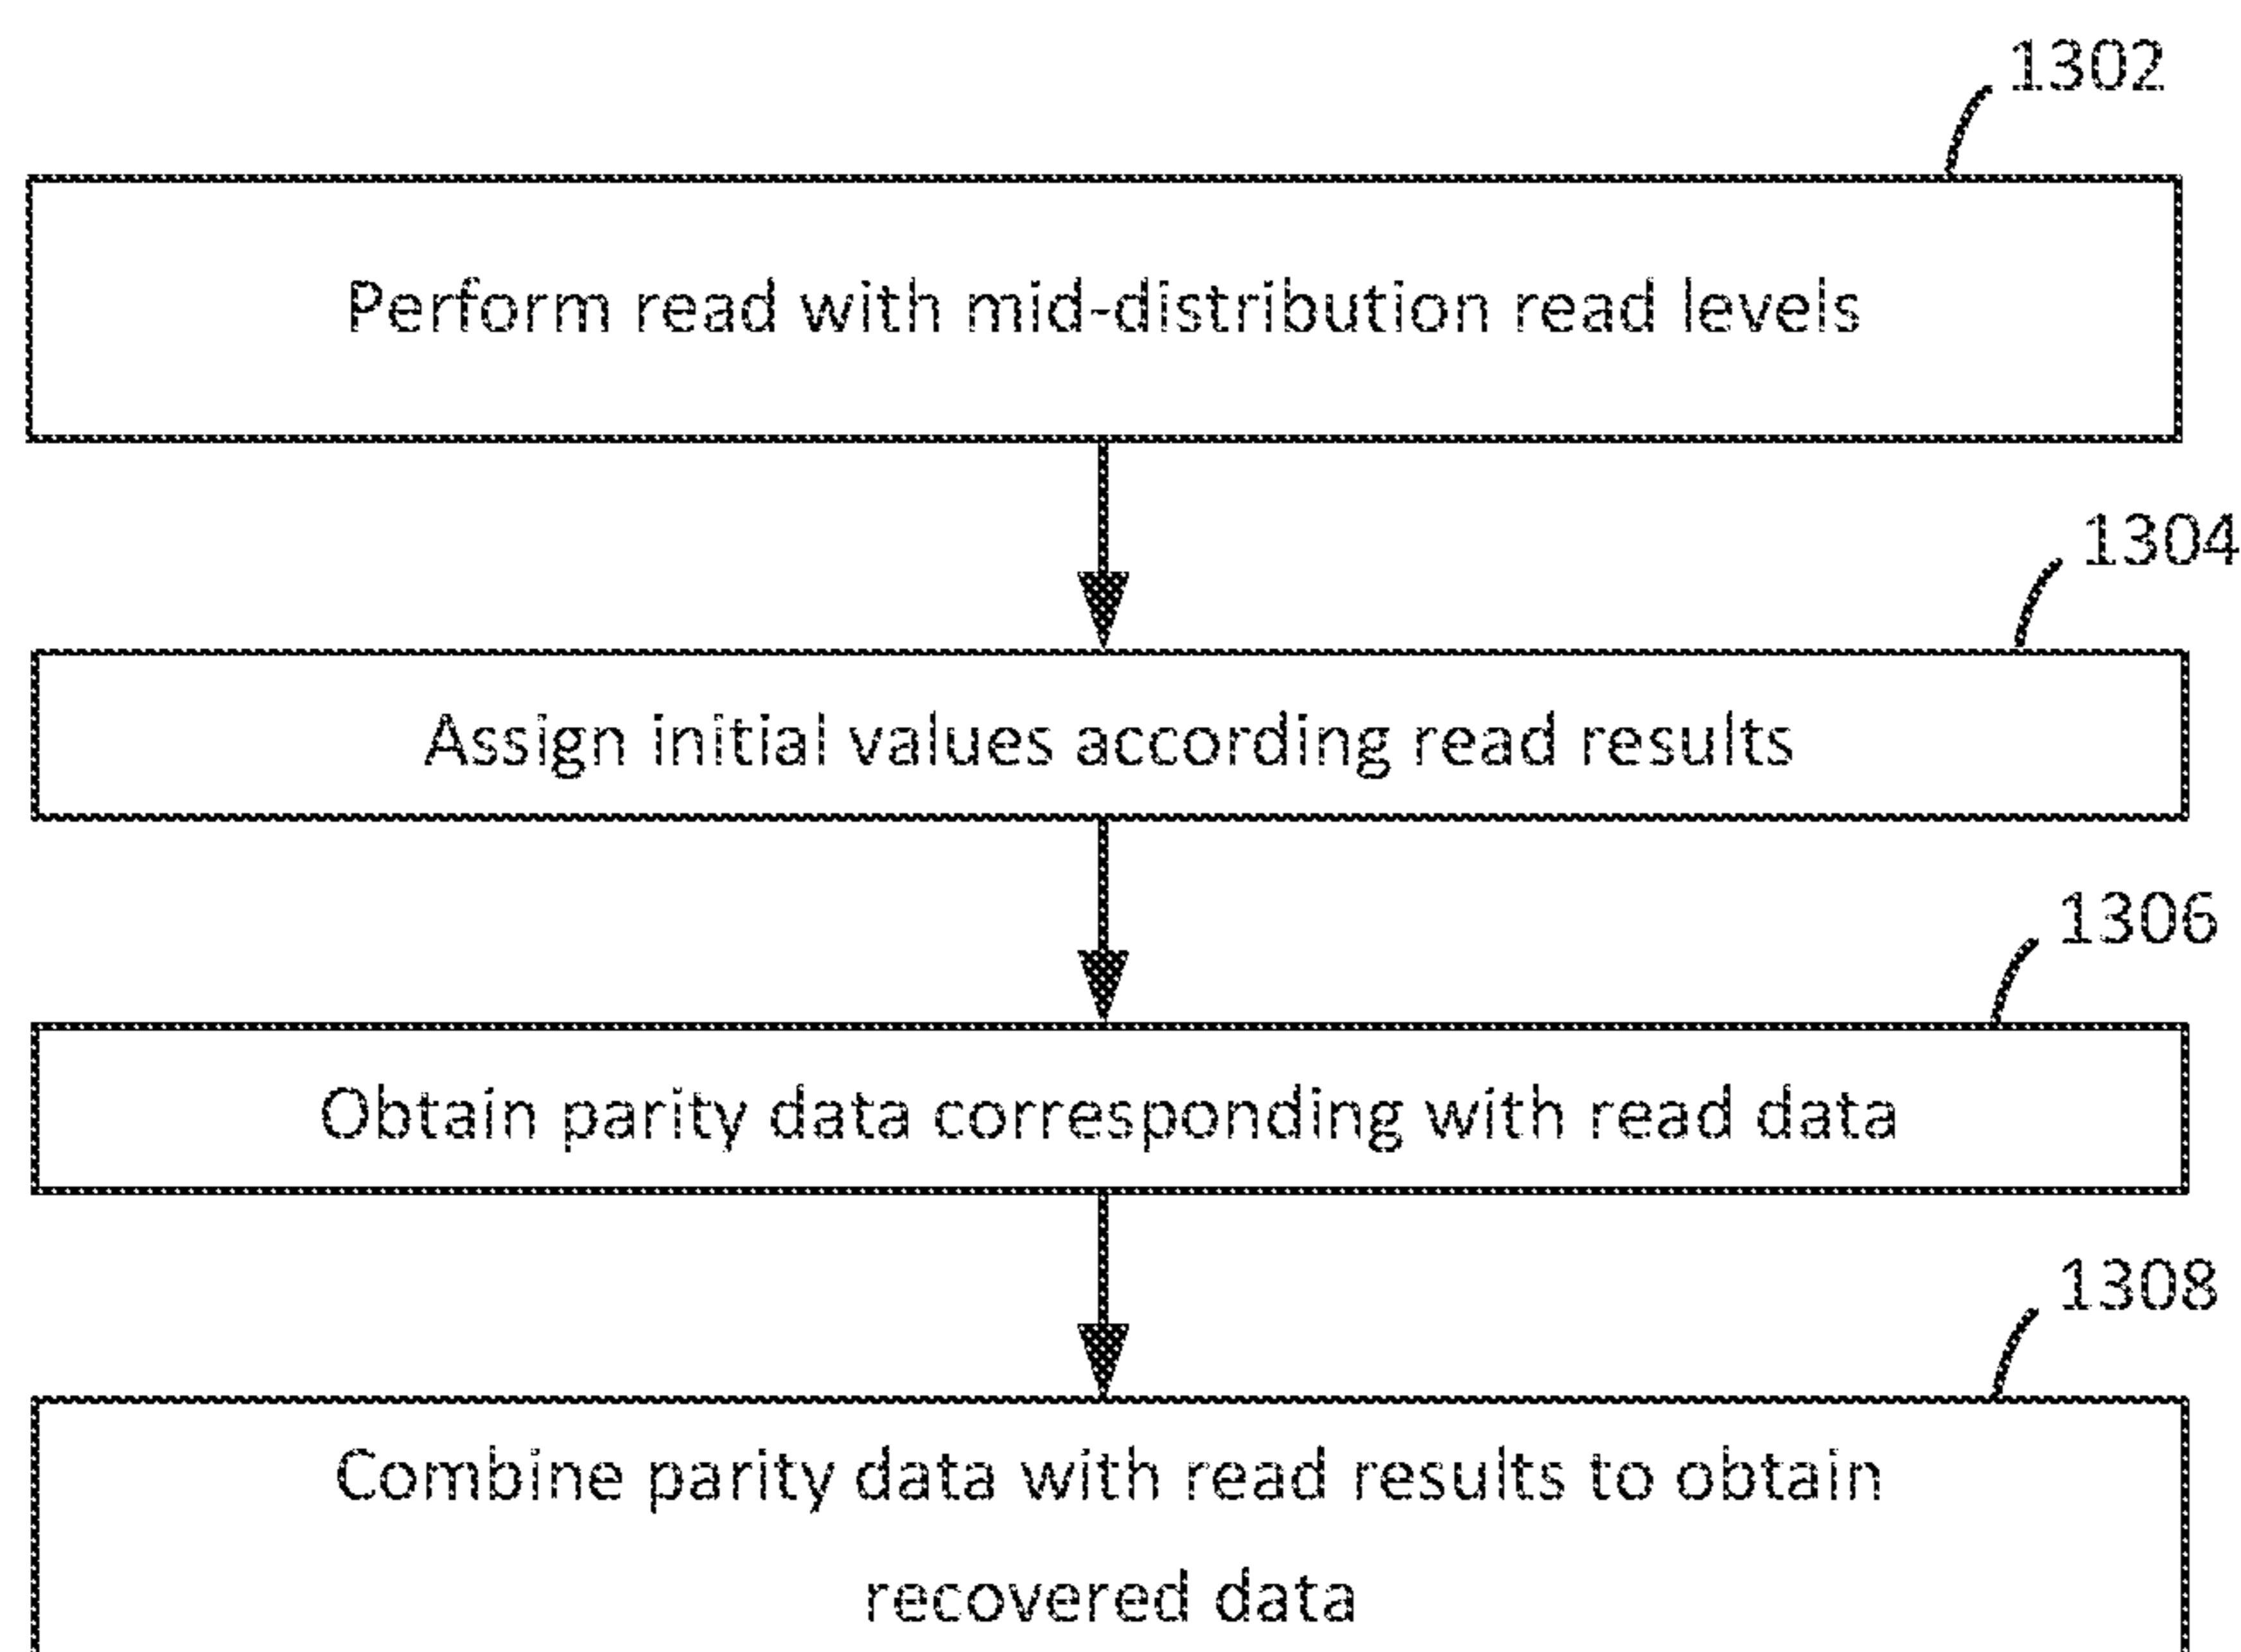 1302
Perform read with mid-distribution read levels
1304
Assign initial values according read results
1306
Obtain parity data corresponding with read data
1308
Combine parity data with read results to obtain
recovered data